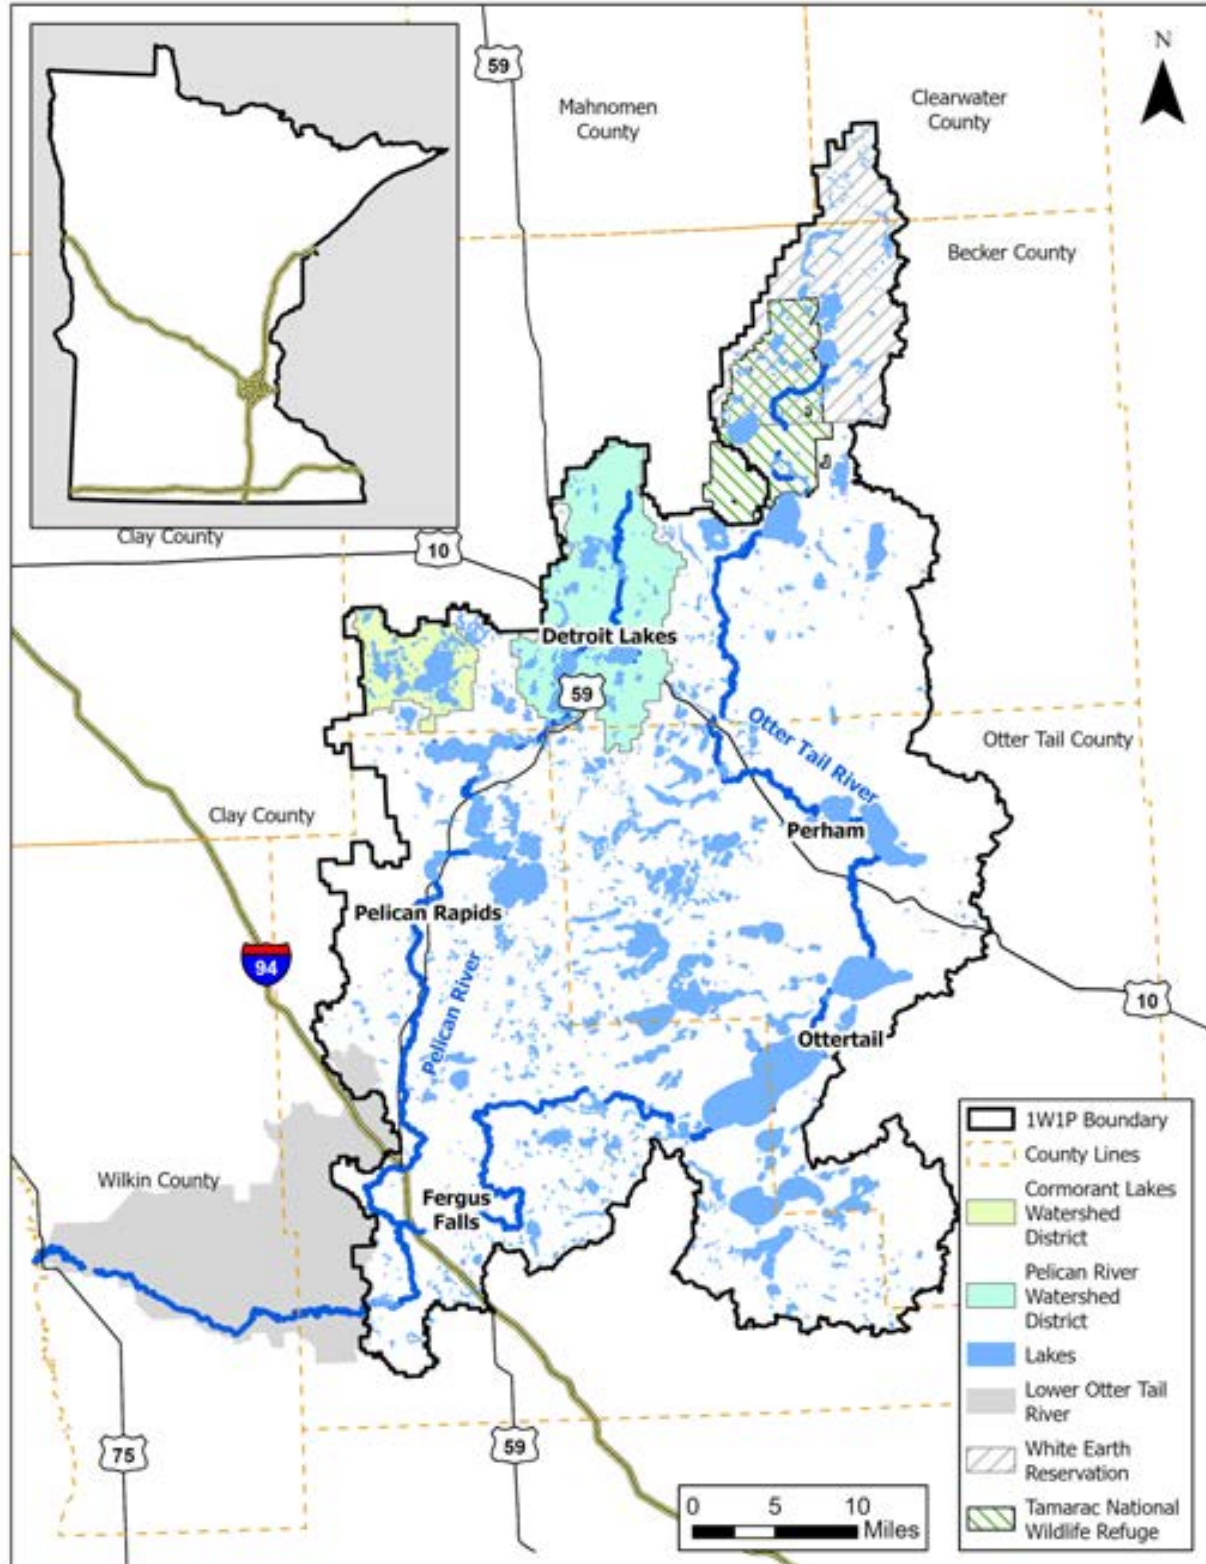 N
59
Mahnomen
County
Clearwater
County
Becker County
Clay County
10
Detroit Lakes
59
Otter Tail River
Otter Tail County
Clay County
Perham
Pelican Rapids
94
Pelican River
10
Ottertail
Wilkin County
Fergus
Falls
75
59
1W1P Boundary
County Lines
Cormorant Lakes
Watershed
District
Pelican River
Watershed
District
Lakes
Lower Otter Tail
River
White Earth
Reservation
Tamarac National
Wildlife Refuge
0 5 10
Miles